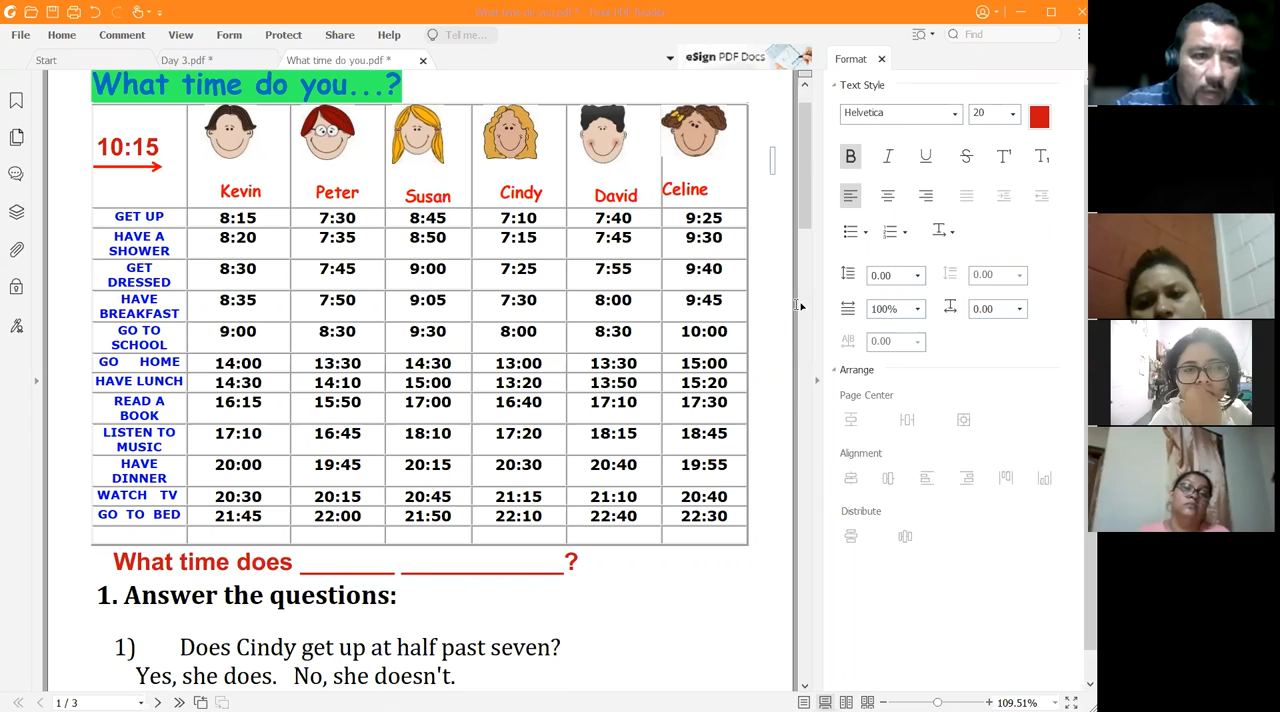 File Home Comment View Form Protect Share Help Tell me... Find
Start Day 3.pdf * What time do you.pdf * eSign PDF Docs
What time do you...?
10:15
Kevin Peter Susan Cindy David Celine
GET UP 8:15 7:30 8:45 7:10 7:40 9:25
HAVE A SHOWER 8:20 7:35 8:50 7:15 7:45 9:30
GET DRESSED 8:30 7:45 9:00 7:25 7:55 9:40
HAVE BREAKFAST 8:35 7:50 9:05 7:30 8:00 9:45
GO TO SCHOOL 9:00 8:30 9:30 8:00 8:30 10:00
GO HOME 14:00 13:30 14:30 13:00 13:30 15:00
HAVE LUNCH 14:30 14:10 15:00 13:20 13:50 15:20
READ A BOOK 16:15 15:50 17:00 16:40 17:10 17:30
LISTEN TO MUSIC 17:10 16:45 18:10 17:20 18:15 18:45
HAVE DINNER 20:00 19:45 20:15 20:30 20:40 19:55
WATCH TV 20:30 20:15 20:45 21:15 21:10 20:40
GO TO BED 21:45 22:00 21:50 22:10 22:40 22:30
What time does _______ _____________?
1. Answer the questions:
1) Does Cindy get up at half past seven?
Yes, she does. No, she doesn't.
Format
Text Style
Helvetica 20
B I U S T T
0.00 0.00
100% 0.00
0.00
Arrange
Page Center
Alignment
Distribute
1 / 3 109.51%